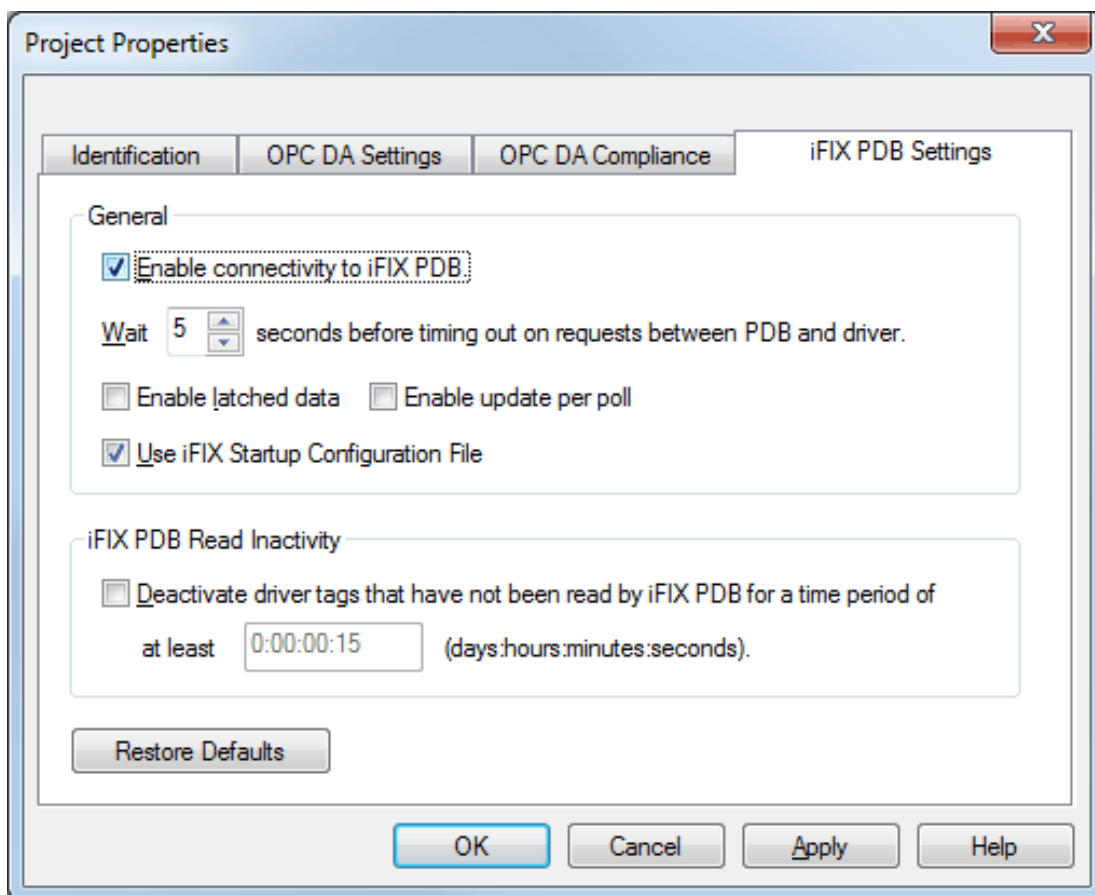 Project Properties
Identification OPC DA Settings OPC DA Compliance iFIX PDB Settings
General
Enable connectivity to iFIX PDB.
Wait 5 seconds before timing out on requests between PDB and driver.
Enable latched data Enable update per poll
Use iFIX Startup Configuration File
iFIX PDB Read Inactivity
Deactivate driver tags that have not been read by iFIX PDB for a time period of
at least 0:00:00:15 (days:hours:minutes:seconds).
Restore Defaults
OK Cancel Apply Help